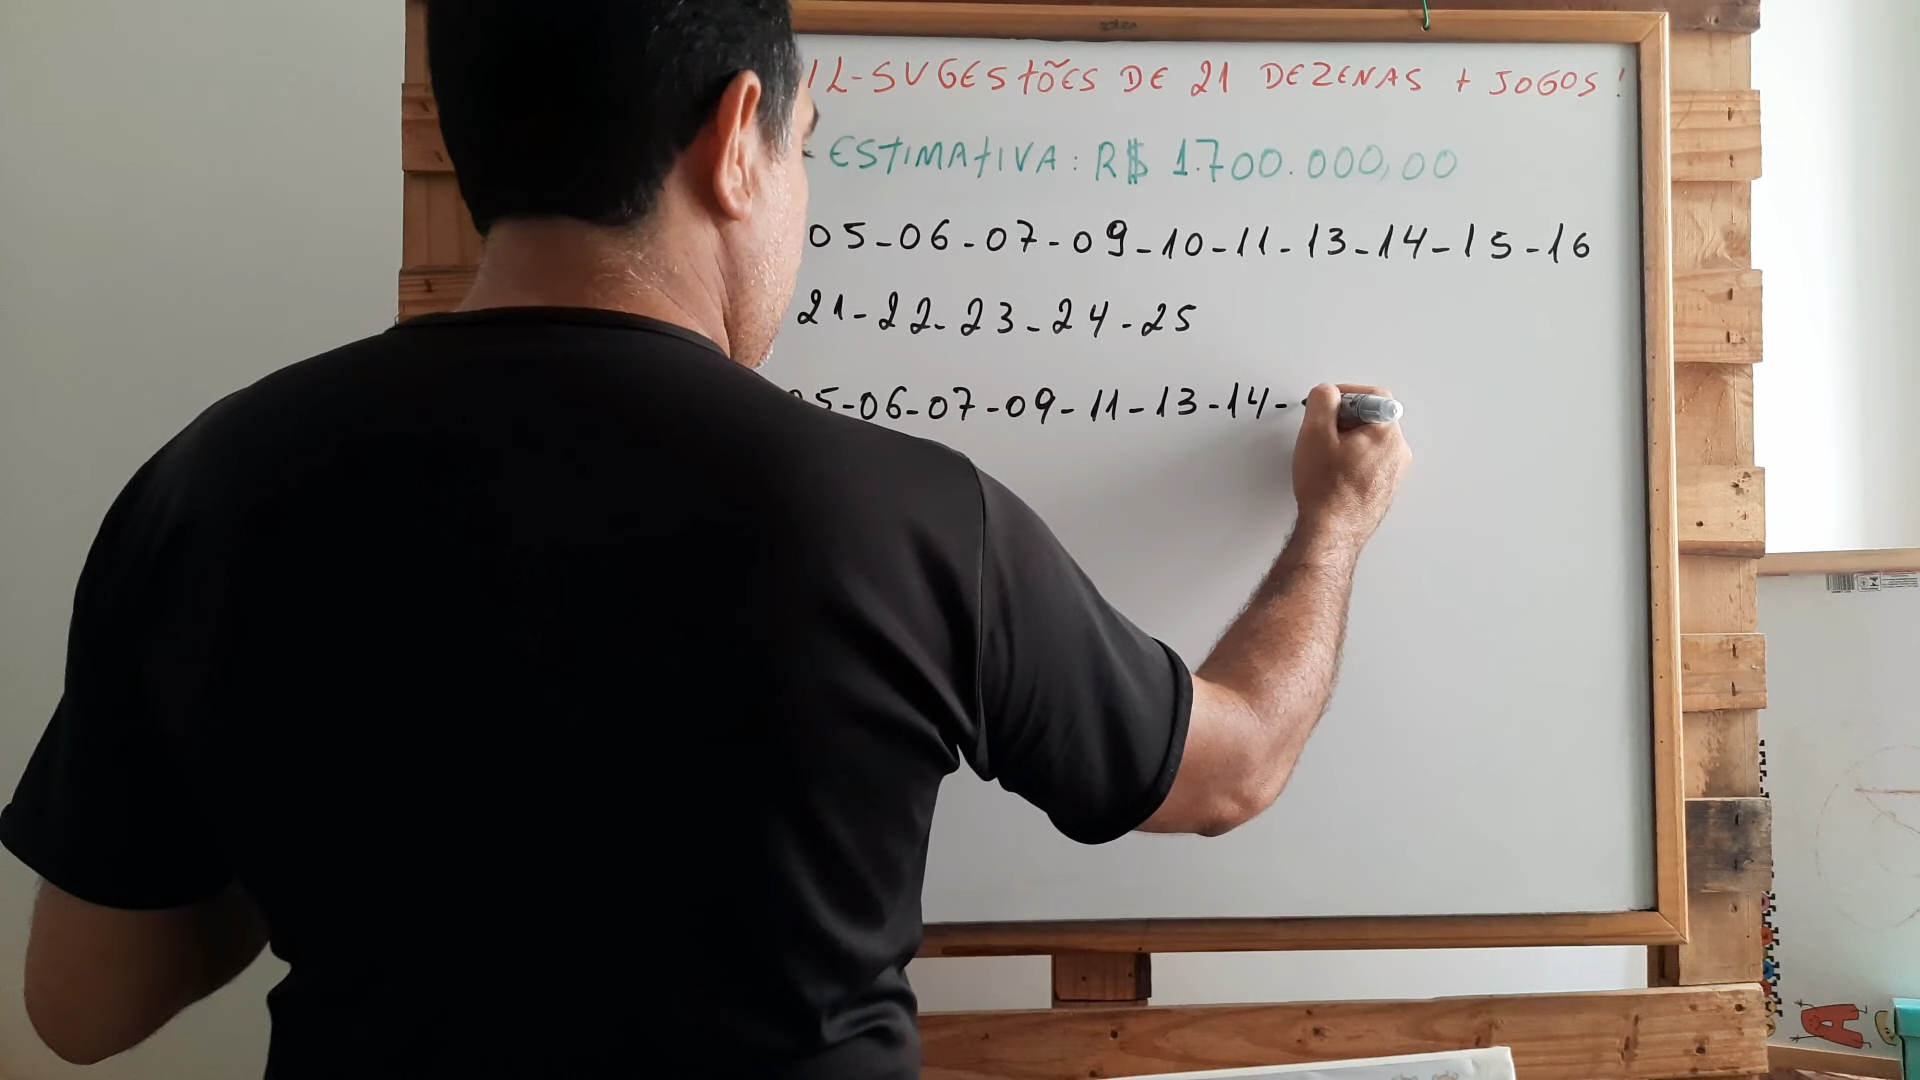 IL-SUGESTÕES DE 21 DEZENAS + JOGOS!
ESTIMATIVA: R$ 1.700.000,00
05-06-07-09-10-11-13-14-15-16
21-22-23-24-25
05-06-07-09-11-13-14-